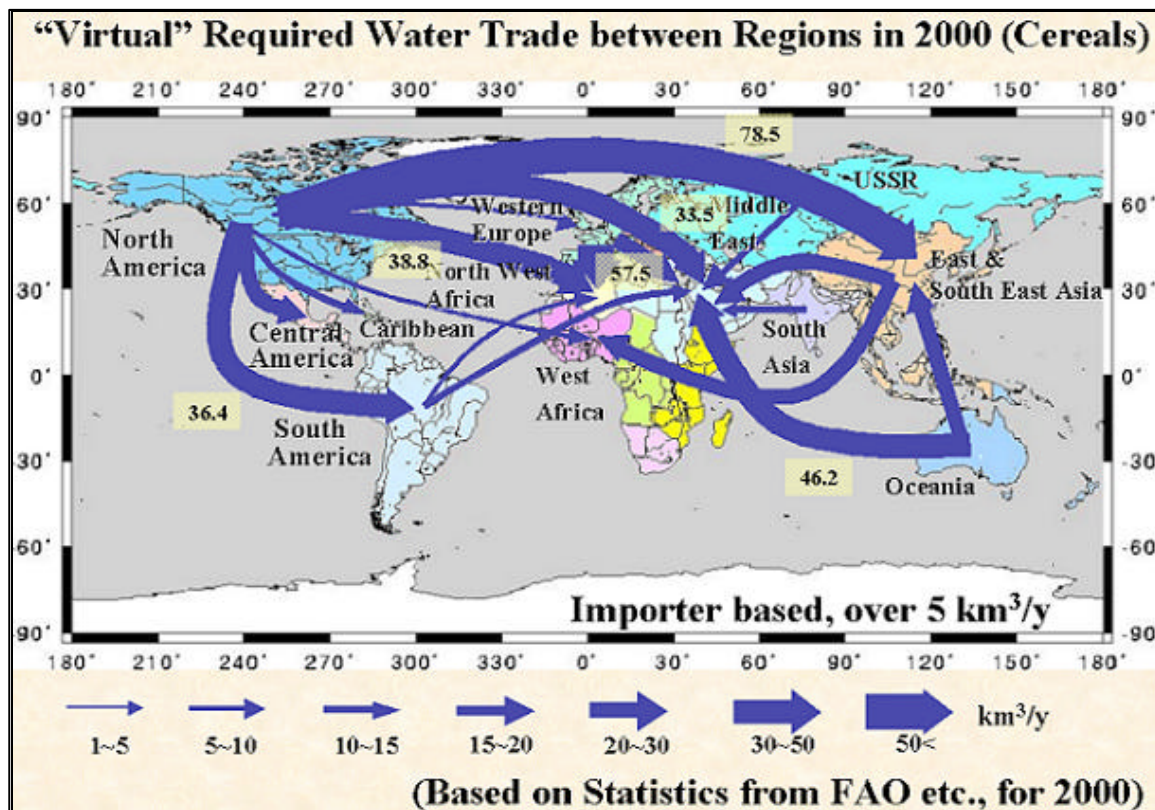 “Virtual” Required Water Trade between Regions in 2000 (Cereals)
180˚ 210˚ 240˚ 270˚ 300˚ 330˚ 0˚ 30˚ 60˚ 90˚ 120˚ 150˚ 180˚
90˚ 90˚
78.5
USSR
60˚ 60˚
Western
Europe
33.5
Middle
East
North
America
38.8
North West
Africa
57.5
East &
South East Asia
30˚ 30˚
Central
America
Caribbean
South
Asia
West
Africa
0˚ 0˚
36.4
South
America
46.2
Oceania
-30˚ -30˚
-60˚ -60˚
Importer based, over 5 km³/y
-90˚ -90
180˚ 210˚ 240˚ 270˚ 300˚ 330˚ 0˚ 30˚ 60˚ 90˚ 120˚ 150˚ 180˚
km³/y
1~5 5~10 10~15 15~20 20~30 30~50 50<
(Based on Statistics from FAO etc., for 2000)